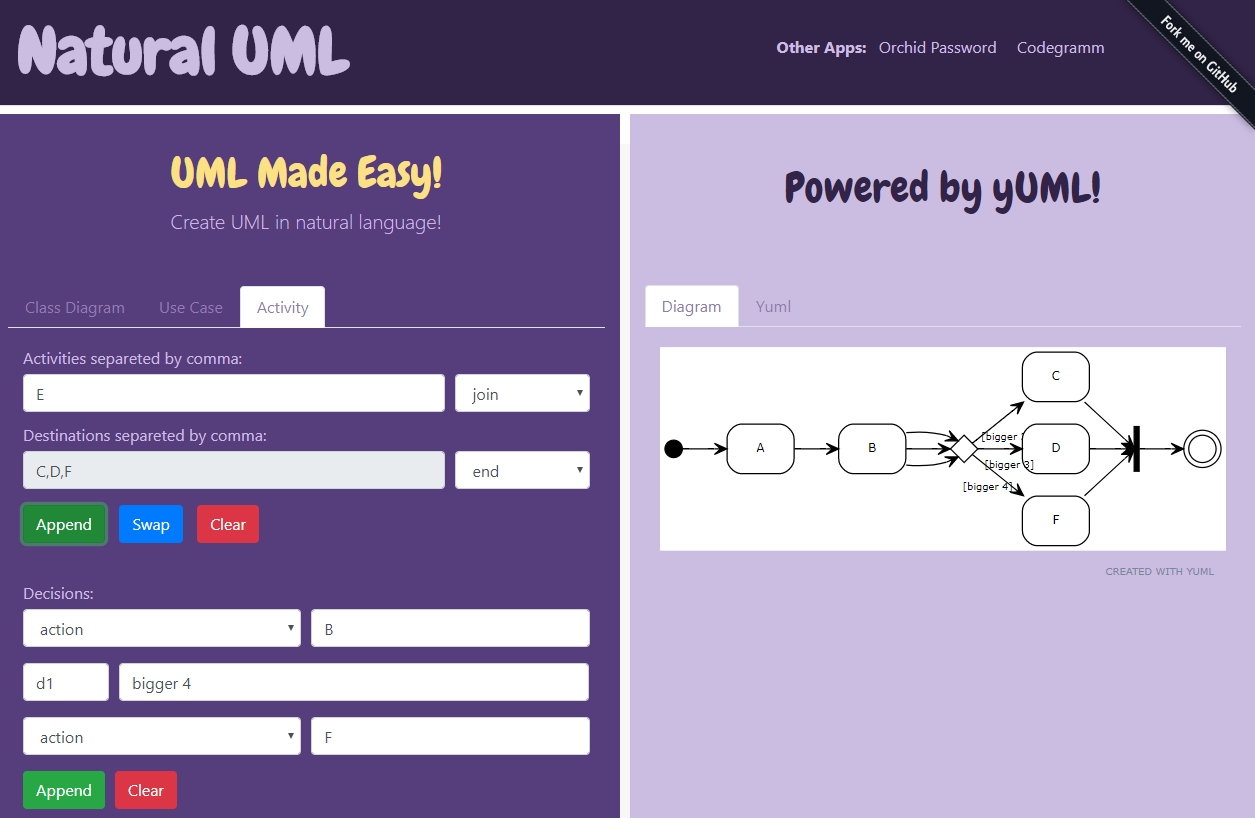 Natural UML
Other Apps: Orchid Password Codegramm
Fork me on GitHub
UML Made Easy!
Create UML in natural language!
Class Diagram Use Case Activity
Activities separeted by comma:
E join
Destinations separeted by comma:
C,D,F end
Append Swap Clear
Decisions:
action B
d1 bigger 4
action F
Append Clear
Powered by yUML!
Diagram Yuml
C
[bigger
A B D
[bigger 3]
[bigger 4]
F
CREATED WITH YUML